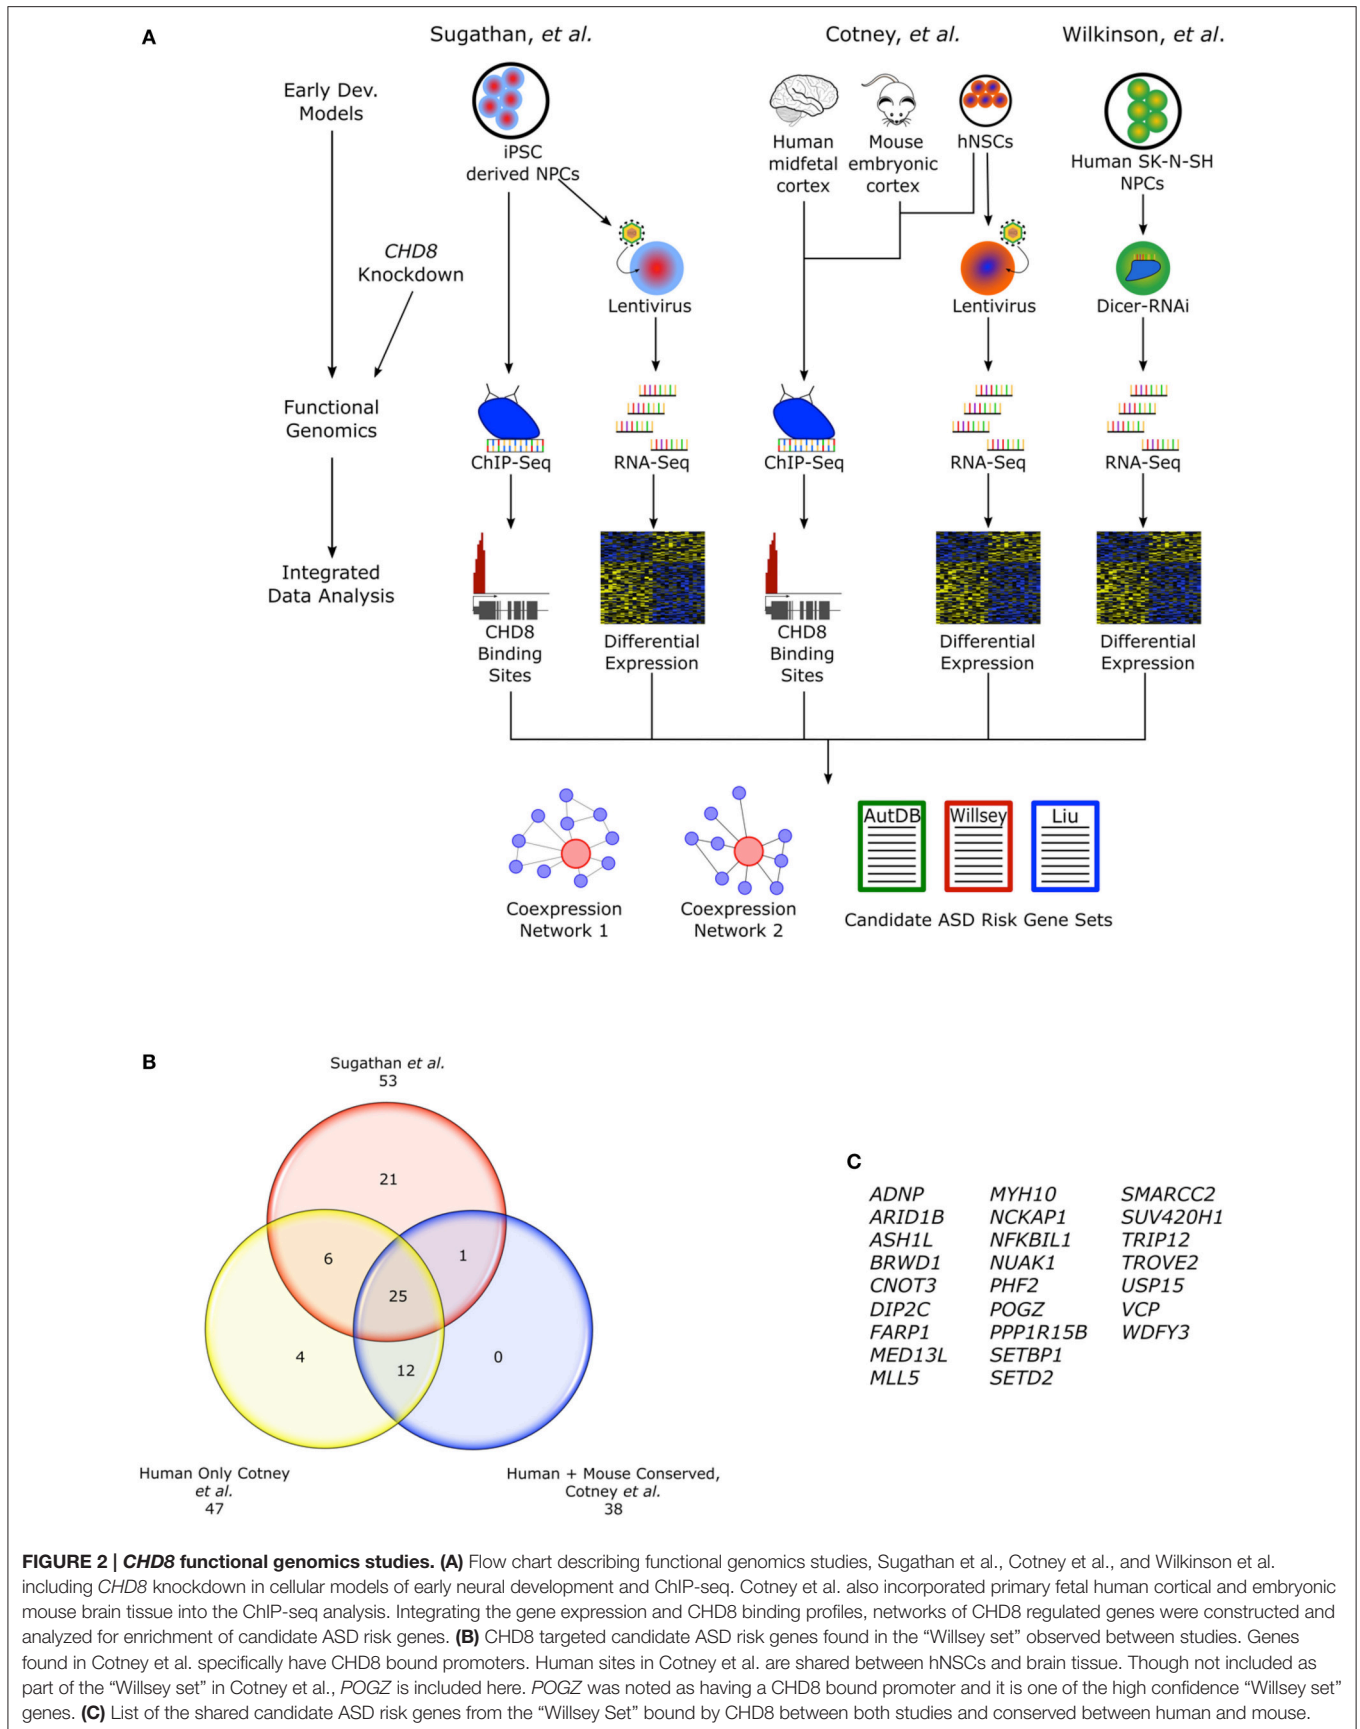 A
Sugathan, et al.
Cotney, et al.
Wilkinson, et al.
Early Dev.
Models
iPSC
derived NPCs
Human
midfetal
cortex
Mouse
embryonic
cortex
hNSCs
Human SK-N-SH
NPCs
CHD8
Knockdown
Lentivirus
Lentivirus
Dicer-RNAi
Functional
Genomics
ChIP-Seq
RNA-Seq
ChIP-Seq
RNA-Seq
RNA-Seq
Integrated
Data Analysis
CHD8
Binding
Sites
Differential
Expression
CHD8
Binding
Sites
Differential
Expression
Differential
Expression
AutDB
Willsey
Liu
Coexpression
Network 1
Coexpression
Network 2
Candidate ASD Risk Gene Sets
B
Sugathan et al.
53
21
6
1
25
4
12
0
Human Only Cotney
et al.
47
Human + Mouse Conserved,
Cotney et al.
38
C
ADNP MYH10 SMARCC2
ARID1B NCKAP1 SUV420H1
ASH1L NFKBIL1 TRIP12
BRWD1 NUAK1 TROVE2
CNOT3 PHF2 USP15
DIP2C POGZ VCP
FARP1 PPP1R15B WDFY3
MED13L SETBP1
MLL5 SETD2
FIGURE 2 | CHD8 functional genomics studies. (A) Flow chart describing functional genomics studies, Sugathan et al., Cotney et al., and Wilkinson et al.
including CHD8 knockdown in cellular models of early neural development and ChIP-seq. Cotney et al. also incorporated primary fetal human cortical and embryonic
mouse brain tissue into the ChIP-seq analysis. Integrating the gene expression and CHD8 binding profiles, networks of CHD8 regulated genes were constructed and
analyzed for enrichment of candidate ASD risk genes. (B) CHD8 targeted candidate ASD risk genes found in the “Willsey set” observed between studies. Genes
found in Cotney et al. specifically have CHD8 bound promoters. Human sites in Cotney et al. are shared between hNSCs and brain tissue. Though not included as
part of the “Willsey set” in Cotney et al., POGZ is included here. POGZ was noted as having a CHD8 bound promoter and it is one of the high confidence “Willsey set”
genes. (C) List of the shared candidate ASD risk genes from the “Willsey Set” bound by CHD8 between both studies and conserved between human and mouse.